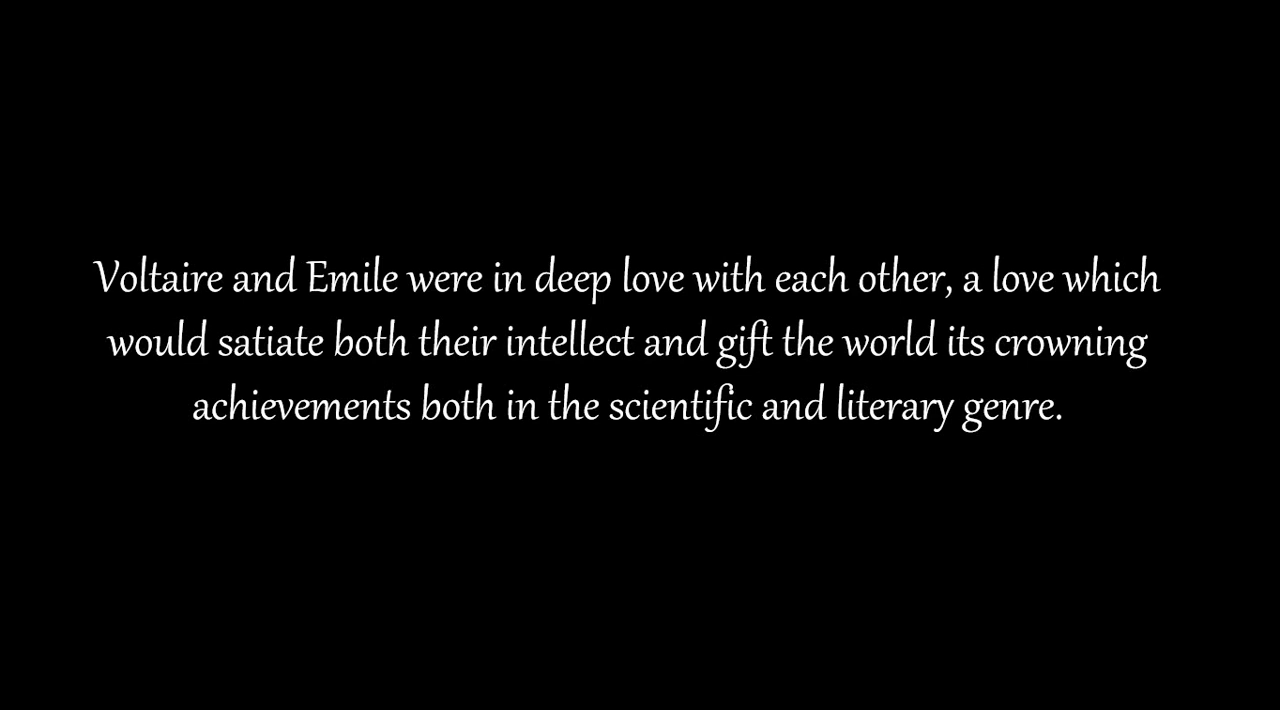 Voltaire and Emile were in deep love with each other, a love which
would satiate both their intellect and gift the world its crowning
achievements both in the scientific and literary genre.